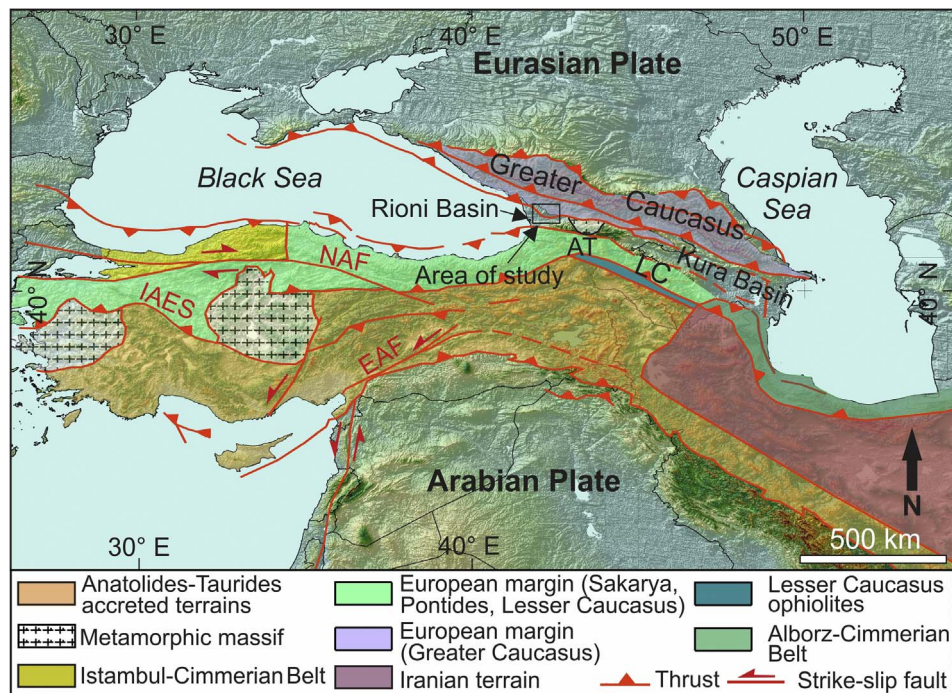 30° E
40° E
50° E
Eurasian Plate
Black Sea
Greater
Caucasus
Caspian
Sea
Rioni Basin
Area of study
AT
LC
Kura Basin
NAF
40° N
IAES
40° N
EAF
Arabian Plate
N
30° E
40° E
500 km
Anatolides-Taurides
accreted terrains
European margin (Sakarya,
Pontides, Lesser Caucasus)
Lesser Caucasus
ophiolites
Metamorphic massif
European margin
(Greater Caucasus)
Alborz-Cimmerian
Belt
Istambul-Cimmerian Belt
Iranian terrain
Thrust
Strike-slip fault